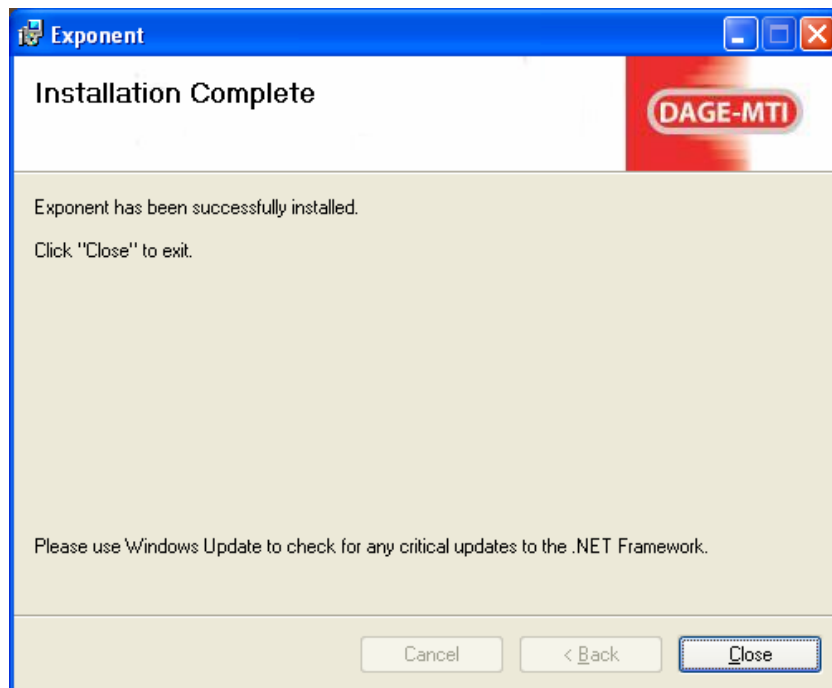 Exponent
Installation Complete
DAGE-MTI
Exponent has been successfully installed.
Click "Close" to exit.
Please use Windows Update to check for any critical updates to the .NET Framework.
Cancel
< Back
Close